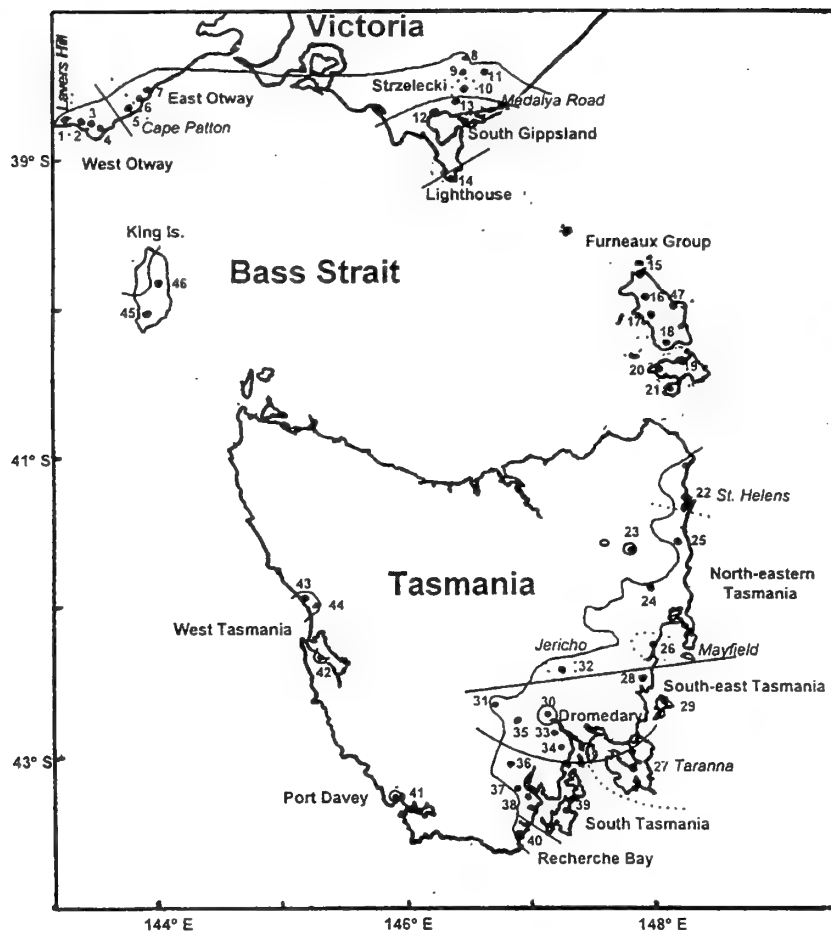 Victoria
Lavers Hill
8
9
11
7
Strzelecki
10
East Otway
6
Medalya Road
13
3
5
Cape Patton
12
1
2
4
South Gippsland
39° S
West Otway
14
Lighthouse
King Is.
Furneaux Group
Bass Strait
15
46
16
47
45
17
18
20
19
21
41° S
22
St. Helens
23
25
Tasmania
North-eastern
Tasmania
43
24
44
West Tasmania
Jericho
26
Mayfield
42
32
28
South-east Tasmania
31
30
29
Dromedary
35
33
34
43° S
36
27
Taranna
Port Davey
41
37
38
39
South Tasmania
40
Recherche Bay
144° E
146° E
148° E